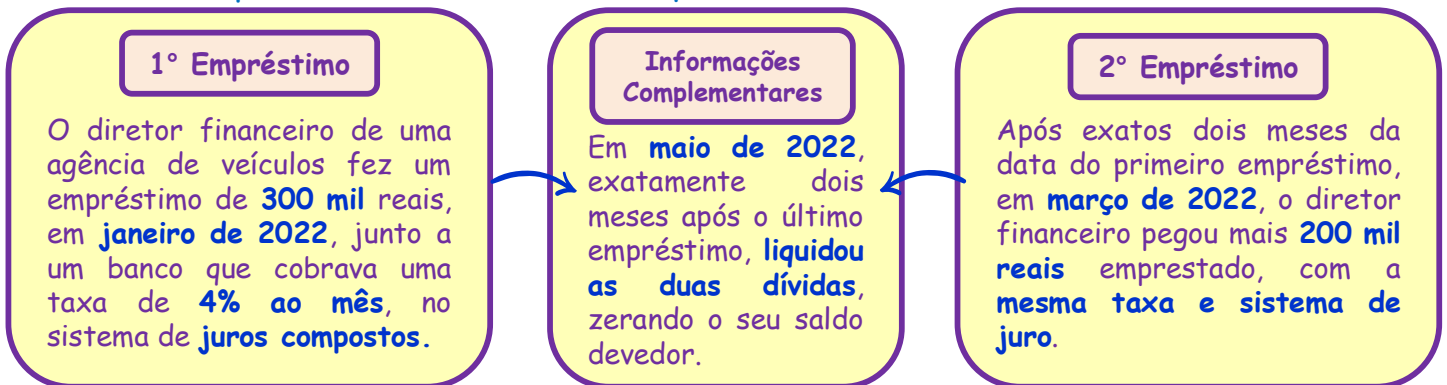 1° Empréstimo
O diretor financeiro de uma
agência de veículos fez um
empréstimo de 300 mil reais,
em janeiro de 2022, junto a
um banco que cobrava uma
taxa de 4% ao mês, no
sistema de juros compostos.
Informações
Complementares
Em maio de 2022,
exatamente dois
meses após o último
empréstimo, liquidou
as duas dívidas,
zerando o seu saldo
devedor.
2° Empréstimo
Após exatos dois meses da
data do primeiro empréstimo,
em março de 2022, o diretor
financeiro pegou mais 200 mil
reais emprestado, com a
mesma taxa e sistema de
juro.